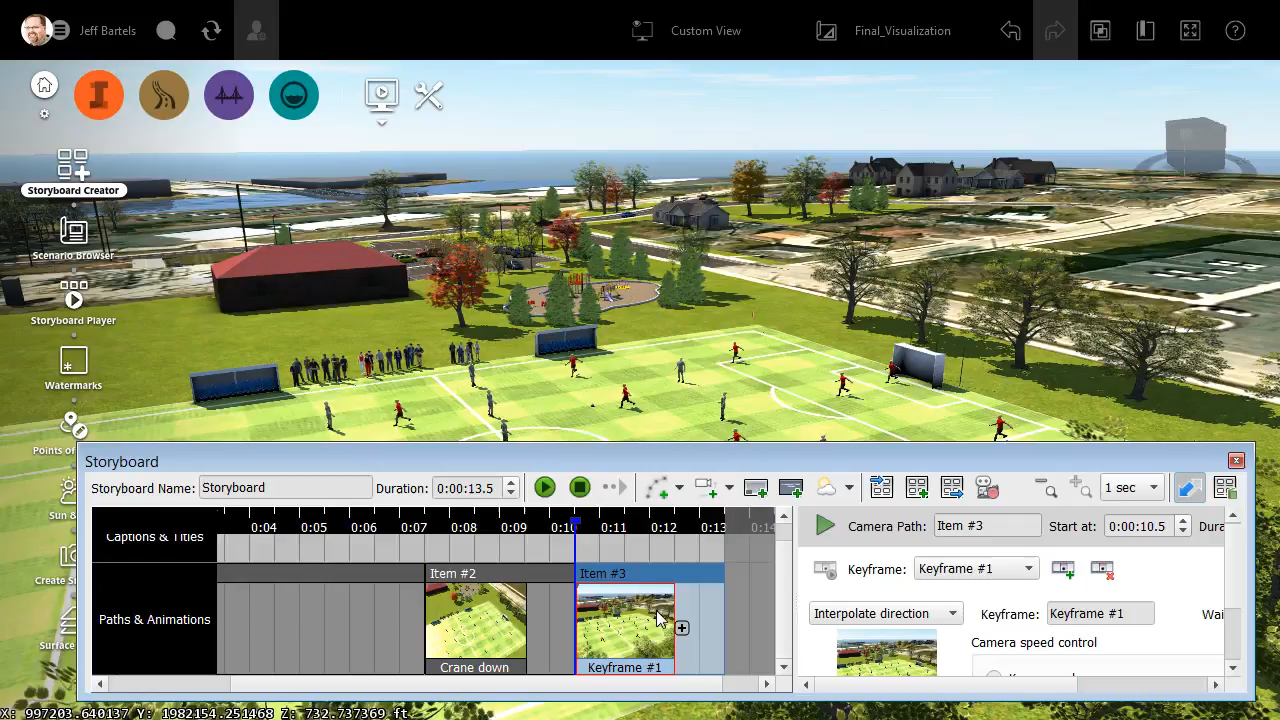 Jeff Bartels
Custom View
Final_Visualization
Storyboard Creator
Scenario Browser
Storyboard Player
Watermarks
Points of
Sun &
Create S
Surface
Storyboard
Storyboard Name: Storyboard Duration: 0:00:13.5 1 sec
0:04 0:05 0:06 0:07 0:08 0:09 0:10 0:11 0:12 0:13 0:14
Captions & Titles
Item #2 Item #3
Paths & Animations
Crane down Keyframe #1
Camera Path: Item #3 Start at: 0:00:10.5 Dura
Keyframe: Keyframe #1
Interpolate direction Keyframe: Keyframe #1 Wai
Camera speed control
X: 997203.640137 Y: 1982154.251468 Z: 732.737369 ft